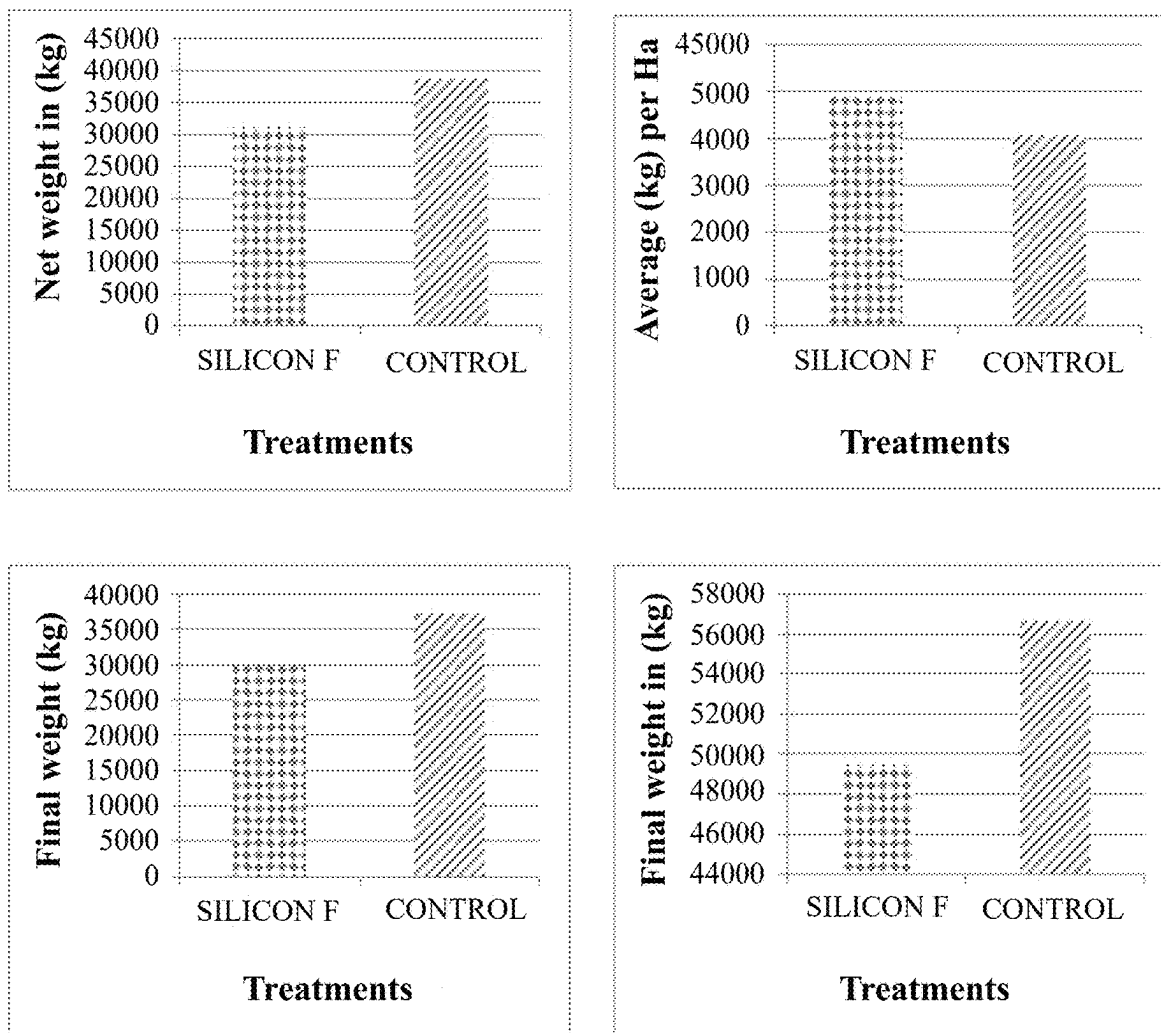 Net weight in (kg)
45000
40000
35000
30000
25000
20000
15000
10000
5000
0
SILICON F CONTROL
Treatments
Average (kg) per Ha
45000
5000
4000
3000
2000
1000
0
SILICON F CONTROL
Treatments
Final weight (kg)
40000
35000
30000
25000
20000
15000
10000
5000
0
SILICON F CONTROL
Treatments
Final weight in (kg)
58000
56000
54000
52000
50000
48000
46000
44000
SILICON F CONTROL
Treatments